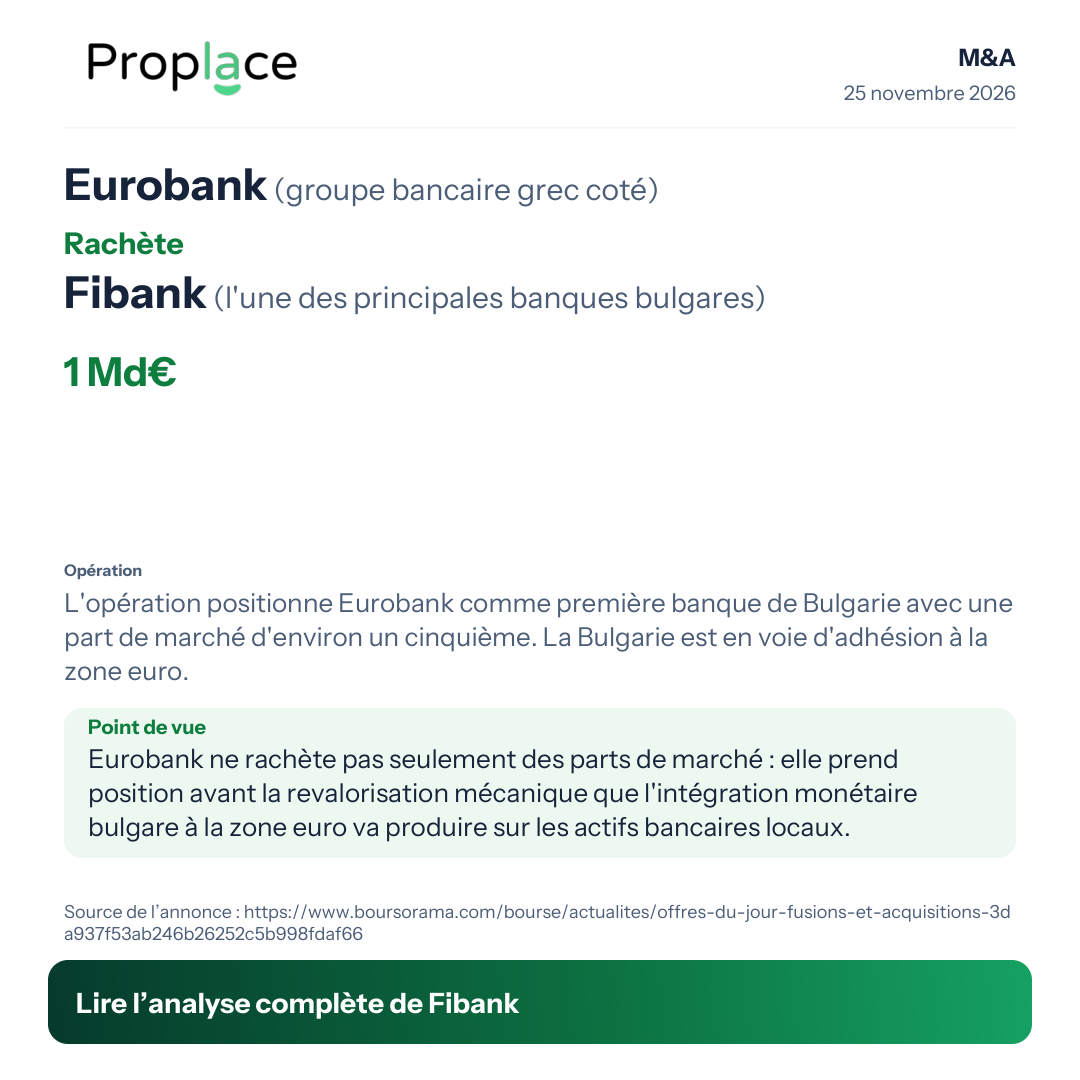 Proplace
M&A
25 novembre 2026
Eurobank (groupe bancaire grec coté)
Rachète
Fibank (l'une des principales banques bulgares)
1 Md€
Opération
L'opération positionne Eurobank comme première banque de Bulgarie avec une
part de marché d'environ un cinquième. La Bulgarie est en voie d'adhésion à la
zone euro.
Point de vue
Eurobank ne rachète pas seulement des parts de marché : elle prend
position avant la revalorisation mécanique que l'intégration monétaire
bulgare à la zone euro va produire sur les actifs bancaires locaux.
Source de l’annonce : https://www.boursorama.com/bourse/actualites/offres-du-jour-fusions-et-acquisitions-3d
a937f53ab246b26252c5b998fdaf66
Lire l’analyse complète de Fibank